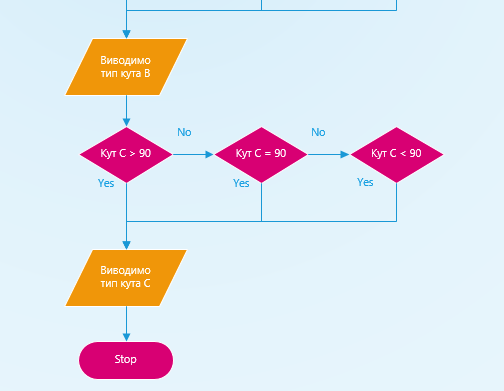 Виводимо
тип кута B
No
No
Кут C > 90
Кут C = 90
Кут C < 90
Yes
Yes
Yes
Виводимо
тип кута C
Stop